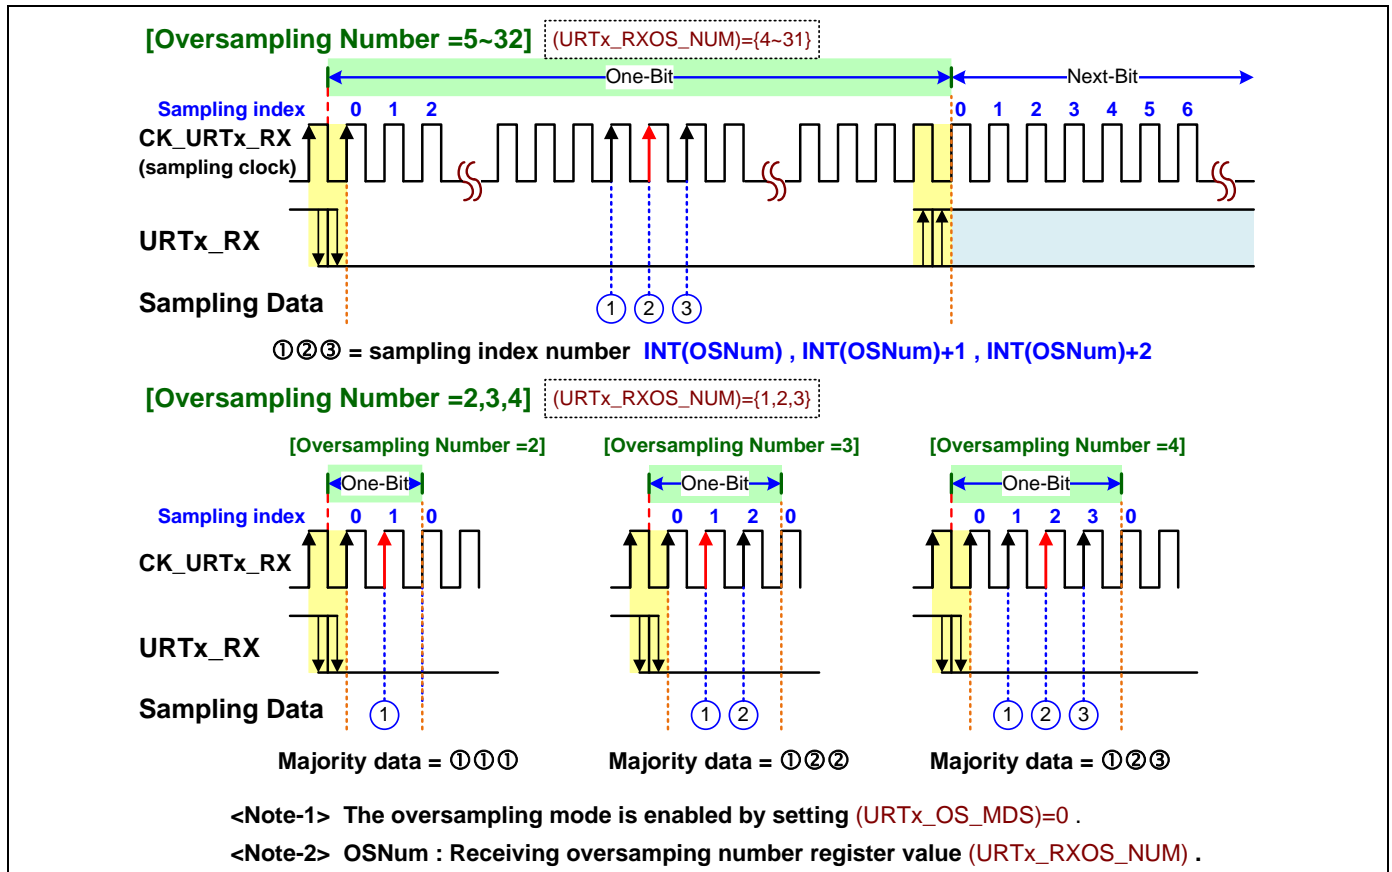 [Oversampling Number =5~32] (URTx_RXOS_NUM)={4~31}
One-Bit Next-Bit
Sampling index 0 1 2 0 1 2 3 4 5 6
CK_URTx_RX
(sampling clock)
URTx_RX
Sampling Data 1 2 3
①②③ = sampling index number INT(OSNum) , INT(OSNum)+1 , INT(OSNum)+2
[Oversampling Number =2,3,4] (URTx_RXOS_NUM)={1,2,3}
[Oversampling Number =2] [Oversampling Number =3] [Oversampling Number =4]
One-Bit One-Bit One-Bit
Sampling index 0 1 0 0 1 2 0 0 1 2 3 0
CK_URTx_RX
URTx_RX
Sampling Data 1 1 2 1 2 3
Majority data = ①①① Majority data = ①②② Majority data = ①②③
<Note-1> The oversampling mode is enabled by setting (URTx_OS_MDS)=0 .
<Note-2> OSNum : Receiving oversamping number register value (URTx_RXOS_NUM) .